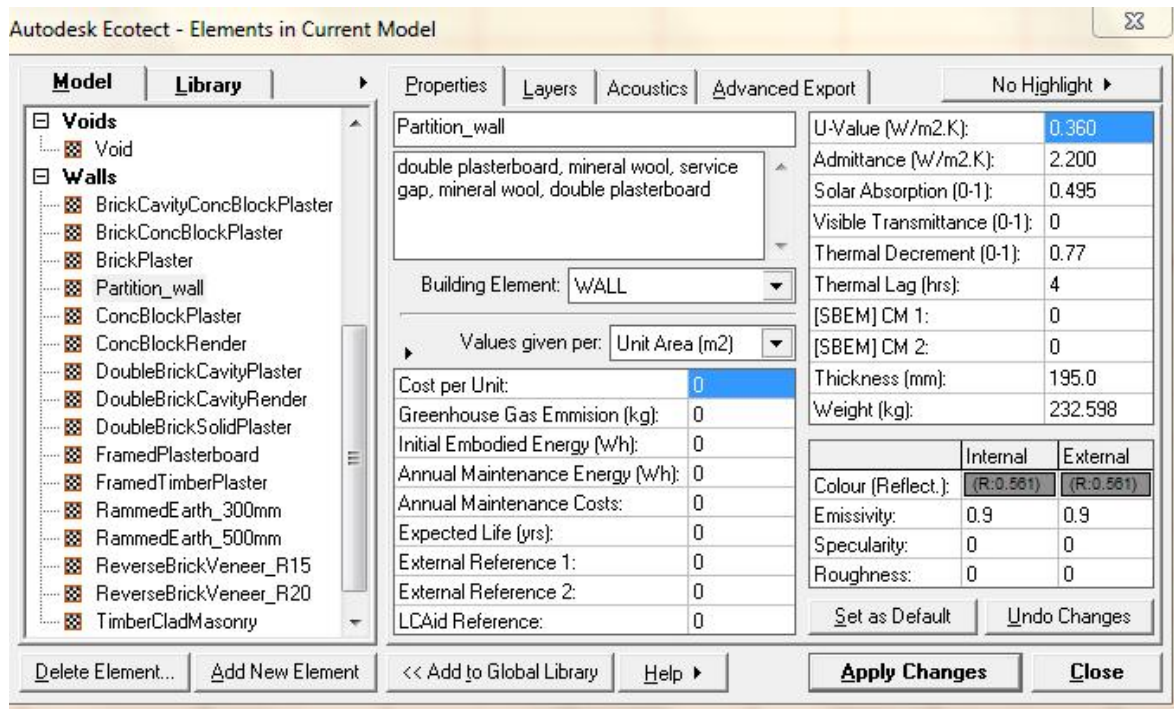 Autodesk Ecotect - Elements in Current Model
Model
Library
Voids
Void
Walls
BrickCavityConcBlockPlaster
BrickConcBlockPlaster
BrickPlaster
Partition_wall
ConcBlockPlaster
ConcBlockRender
DoubleBrickCavityPlaster
DoubleBrickCavityRender
DoubleBrickSolidPlaster
FramedPlasterboard
FramedTimberPlaster
RammedEarth_300mm
RammedEarth_500mm
ReverseBrickVeneer_R15
ReverseBrickVeneer_R20
TimberCladMasonry
Delete Element...
Add New Element
Properties
Layers
Acoustics
Advanced Export
No Highlight
Partition_wall
double plasterboard, mineral wool, service
gap, mineral wool, double plasterboard
Building Element: WALL
Values given per: Unit Area (m2)
Cost per Unit: 0
Greenhouse Gas Emmision (kg): 0
Initial Embodied Energy (Wh): 0
Annual Maintenance Energy (Wh): 0
Annual Maintenance Costs: 0
Expected Life (yrs): 0
External Reference 1: 0
External Reference 2: 0
LCAid Reference: 0
U-Value (W/m2.K): 0.360
Admittance (W/m2.K): 2.200
Solar Absorption (0-1): 0.495
Visible Transmittance (0-1): 0
Thermal Decrement (0-1): 0.77
Thermal Lag (hrs): 4
[SBEM] CM 1: 0
[SBEM] CM 2: 0
Thickness (mm): 195.0
Weight (kg): 232.598
Internal External
Colour (Reflect.): (R:0.561) (R:0.561)
Emissivity: 0.9 0.9
Specularity: 0 0
Roughness: 0 0
Set as Default
Undo Changes
<< Add to Global Library
Help
Apply Changes
Close